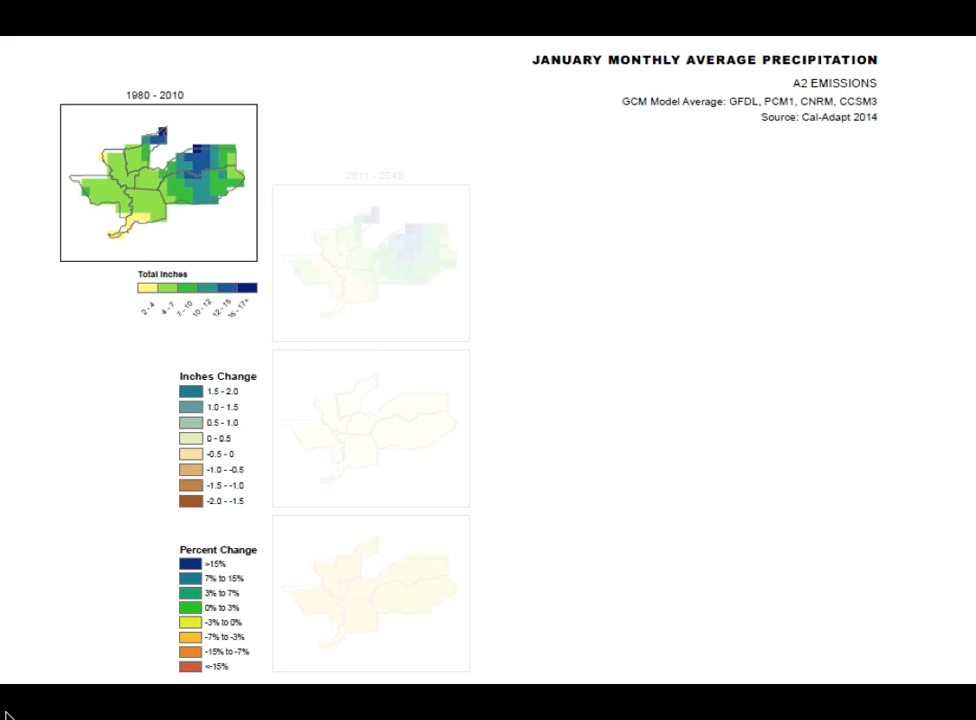 JANUARY MONTHLY AVERAGE PRECIPITATION
A2 EMISSIONS
GCM Model Average: GFDL, PCM1, CNRM, CCSM3
Source: Cal-Adapt 2014
1980 - 2010
2011 - 2040
Total Inches
2 - 4
4 - 7
7 - 10
10 - 12
12 - 15
15 - 17+
Inches Change
1.5 - 2.0
1.0 - 1.5
0.5 - 1.0
0 - 0.5
-0.5 - 0
-1.0 - -0.5
-1.5 - -1.0
-2.0 - -1.5
Percent Change
>15%
7% to 15%
3% to 7%
0% to 3%
-3% to 0%
-7% to -3%
-15% to -7%
<-15%